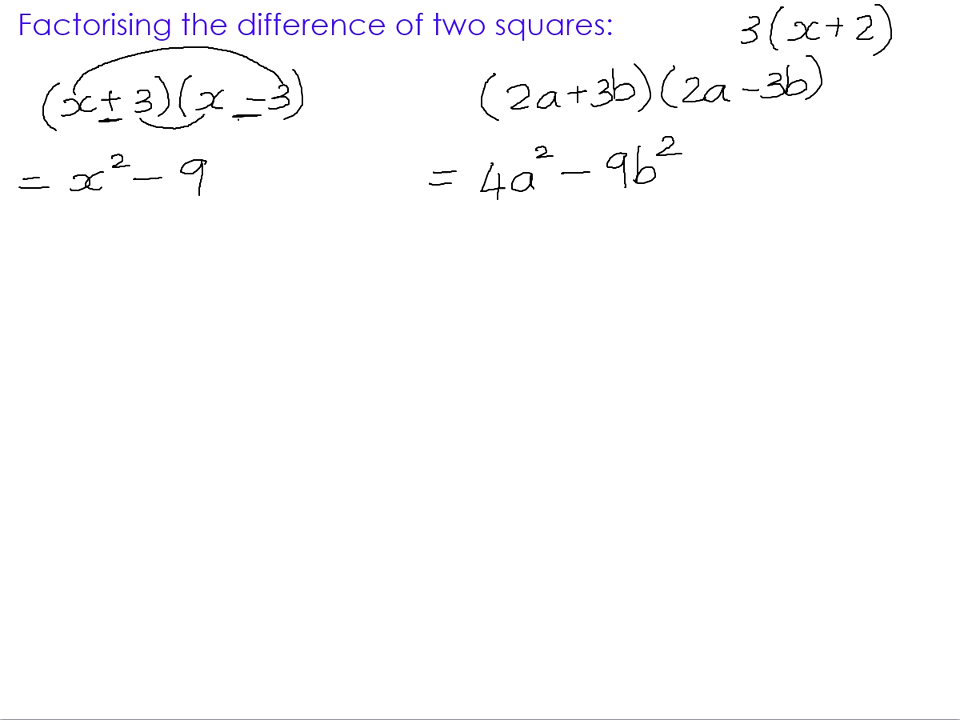 Factorising the difference of two squares:
3(x+2)
(x+3)(x-3)
= x² - 9
(2a+3b)(2a-3b)
= 4a² - 9b²